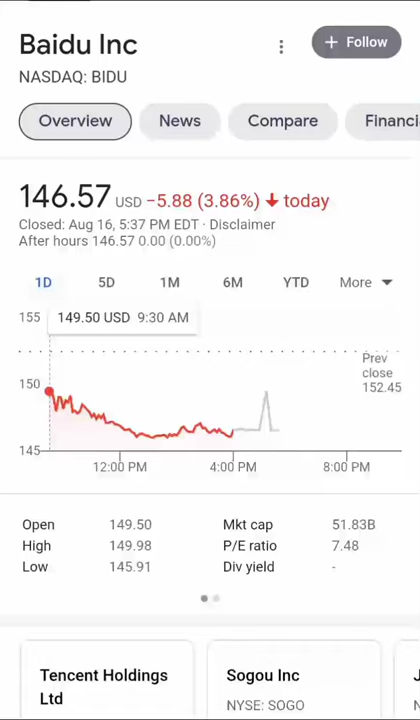 Baidu Inc
+ Follow
NASDAQ: BIDU
Overview News Compare Financi
146.57 USD −5.88 (3.86%) today
Closed: Aug 16, 5:37 PM EDT · Disclaimer
After hours 146.57 0.00 (0.00%)
1D 5D 1M 6M YTD More
155 149.50 USD 9:30 AM
Prev
close
152.45
150
145
12:00 PM 4:00 PM 8:00 PM
Open 149.50 Mkt cap 51.83B
High 149.98 P/E ratio 7.48
Low 145.91 Div yield -
Tencent Holdings
Ltd
Sogou Inc
NYSE: SOGO
J
N